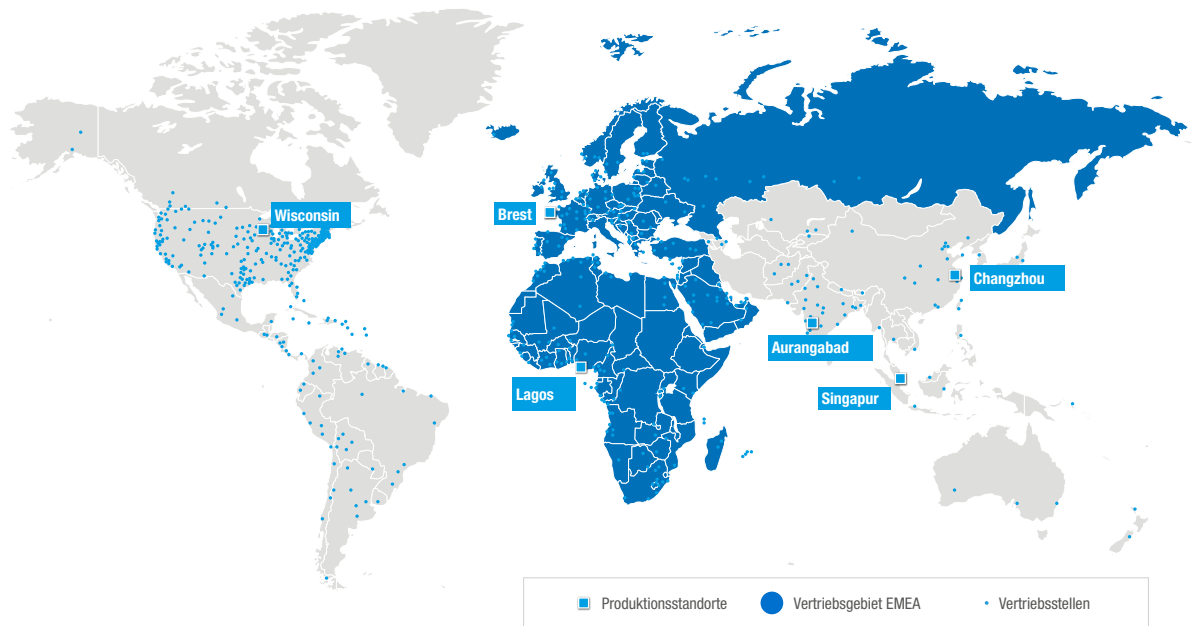 Wisconsin
Brest
Changzhou
Aurangabad
Lagos
Singapur
Produktionsstandorte
Vertriebsgebiet EMEA
Vertriebsstellen